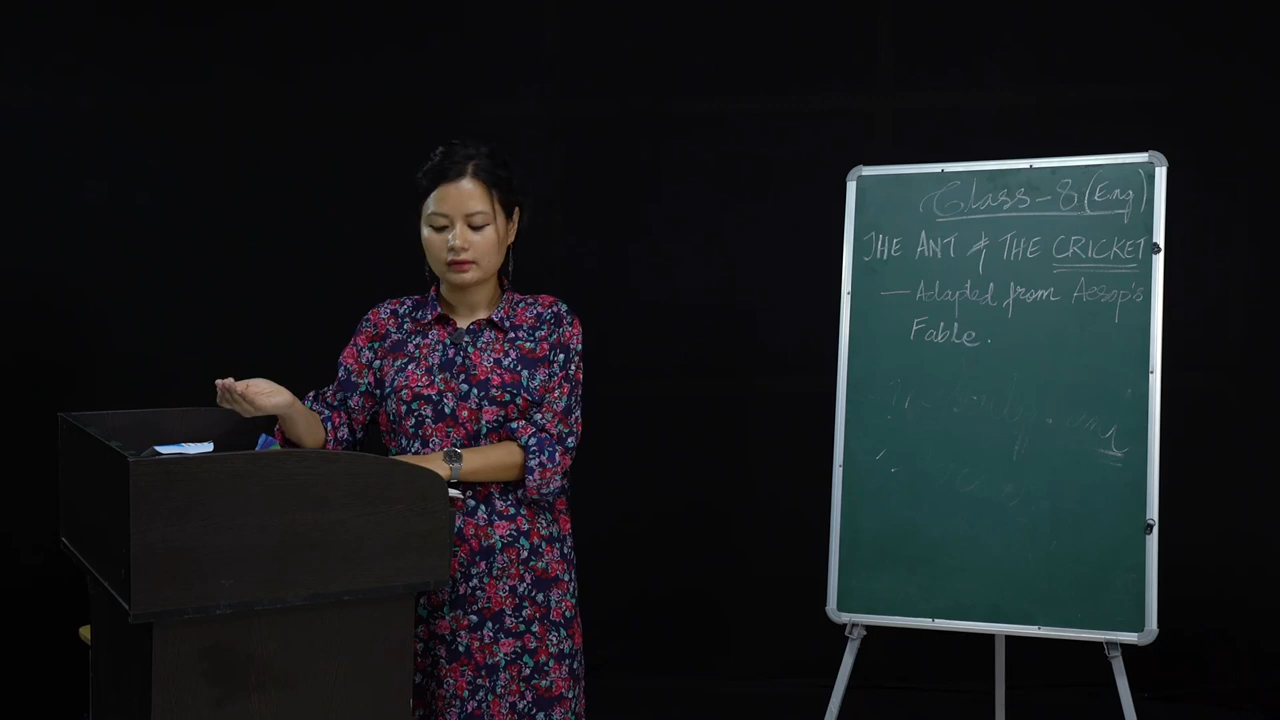 Class - 8 (Eng)
THE ANT & THE CRICKET
— Adapted from Aesop's
Fable.